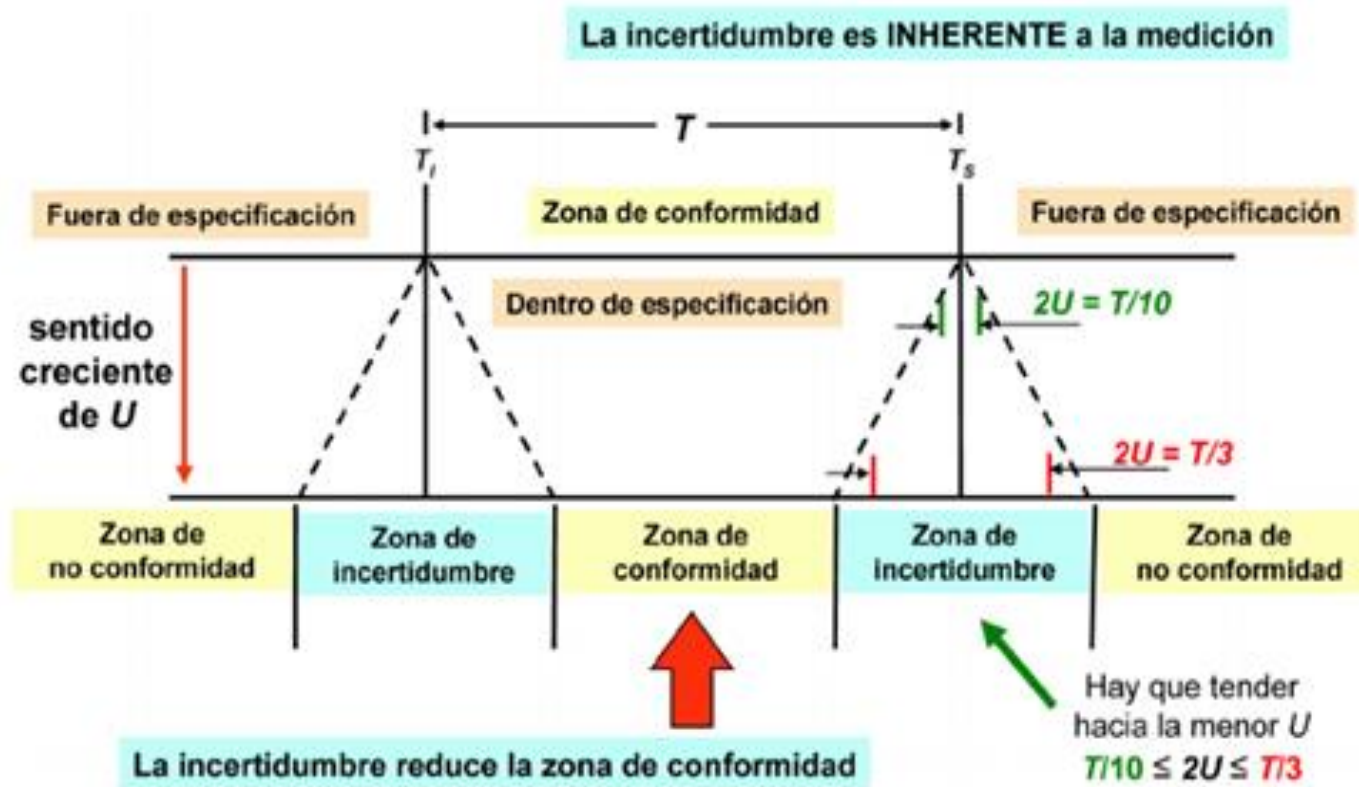 La incertidumbre es INHERENTE a la medición
T
T_I
T_s
Fuera de especificación
Zona de conformidad
Fuera de especificación
Dentro de especificación
2U = T/10
sentido
creciente
de U
2U = T/3
Zona de
no conformidad
Zona de
incertidumbre
Zona de
conformidad
Zona de
incertidumbre
Zona de
no conformidad
Hay que tender
hacia la menor U
T/10 ≤ 2U ≤ T/3
La incertidumbre reduce la zona de conformidad